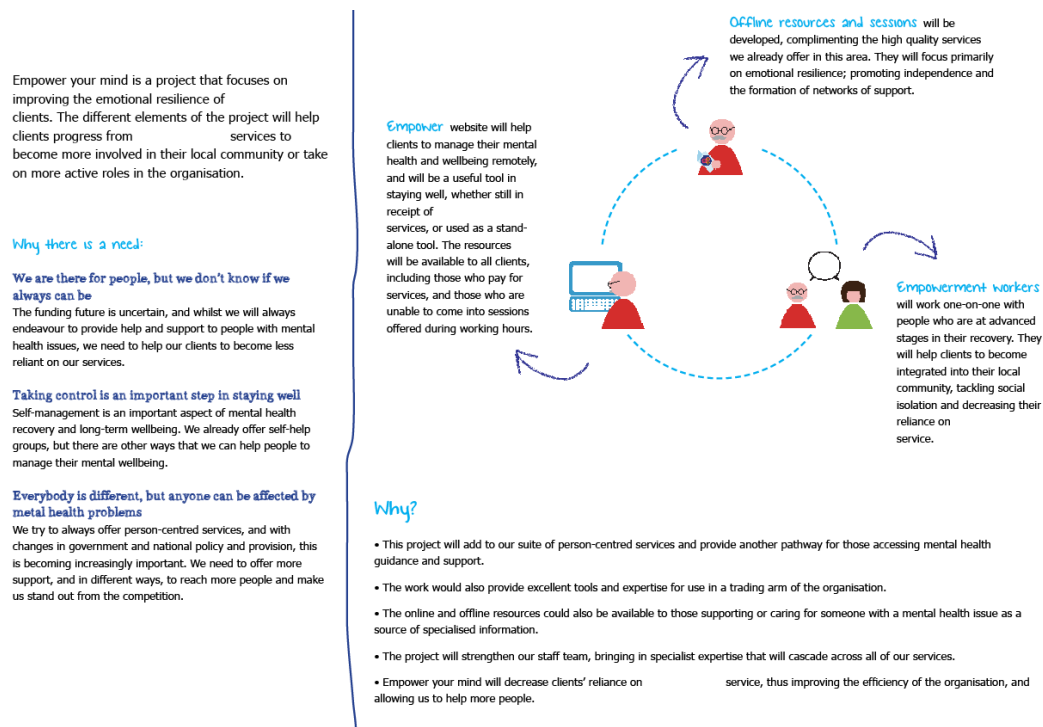 Empower your mind is a project that focuses on
improving the emotional resilience of
clients. The different elements of the project will help
clients progress from services to
become more involved in their local community or take
on more active roles in the organisation.
Why there is a need:
We are there for people, but we don't know if we
always can be
The funding future is uncertain, and whilst we will always
endeavour to provide help and support to people with mental
health issues, we need to help our clients to become less
reliant on our services.
Taking control is an important step in staying well
Self-management is an important aspect of mental health
recovery and long-term wellbeing. We already offer self-help
groups, but there are other ways that we can help people to
manage their mental wellbeing.
Everybody is different, but anyone can be affected by
metal health problems
We try to always offer person-centred services, and with
changes in government and national policy and provision, this
is becoming increasingly important. We need to offer more
support, and in different ways, to reach more people and make
us stand out from the competition.
Offline resources and sessions will be
developed, complimenting the high quality services
we already offer in this area. They will focus primarily
on emotional resilience; promoting independence and
the formation of networks of support.
Empower website will help
clients to manage their mental
health and wellbeing remotely,
and will be a useful tool in
staying well, whether still in
receipt of
services, or used as a stand-
alone tool. The resources
will be available to all clients,
including those who pay for
services, and those who are
unable to come into sessions
offered during working hours.
Empowerment workers
will work one-on-one with
people who are at advanced
stages in their recovery. They
will help clients to become
integrated into their local
community, tackling social
isolation and decreasing their
reliance on
service.
Why?
• This project will add to our suite of person-centred services and provide another pathway for those accessing mental health
guidance and support.
• The work would also provide excellent tools and expertise for use in a trading arm of the organisation.
• The online and offline resources could also be available to those supporting or caring for someone with a mental health issue as a
source of specialised information.
• The project will strengthen our staff team, bringing in specialist expertise that will cascade across all of our services.
• Empower your mind will decrease clients' reliance on service, thus improving the efficiency of the organisation, and
allowing us to help more people.